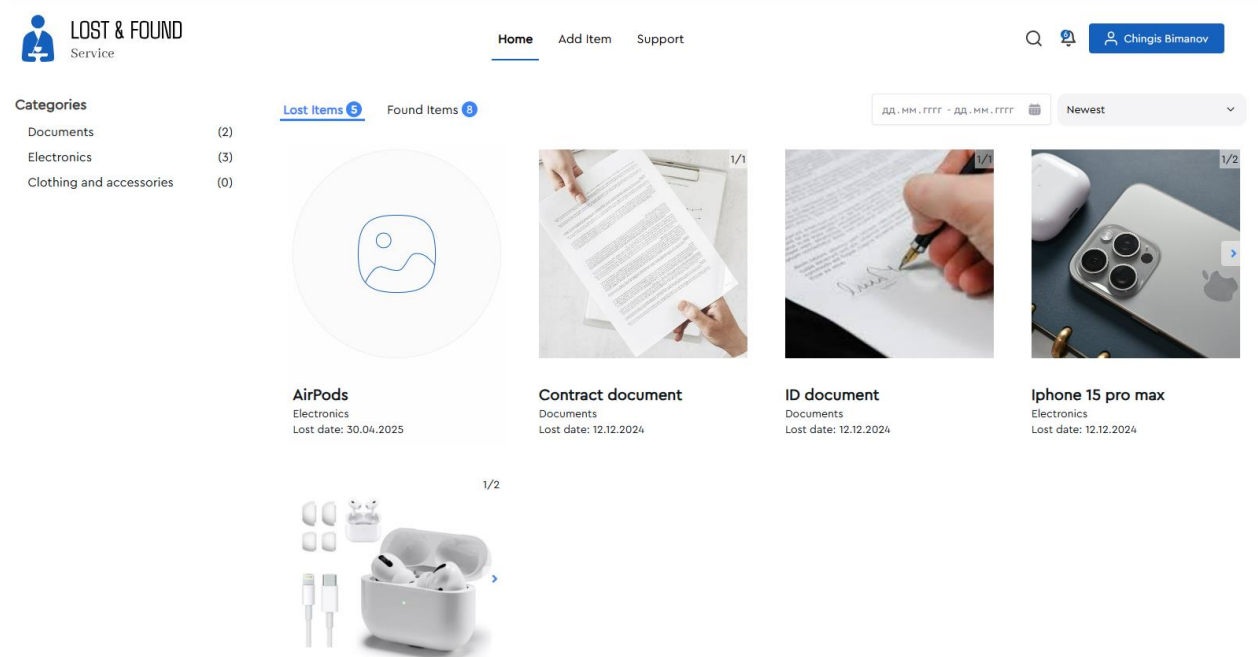 LOST & FOUND
Service
Home Add Item Support
Chingis Bimanov
Categories
Documents (2)
Electronics (3)
Clothing and accessories (0)
Lost Items 5 Found Items 8
дд.мм.гггг - дд.мм.гггг
Newest
1/1
1/1
1/2
AirPods
Electronics
Lost date: 30.04.2025
Contract document
Documents
Lost date: 12.12.2024
ID document
Documents
Lost date: 12.12.2024
Iphone 15 pro max
Electronics
Lost date: 12.12.2024
1/2